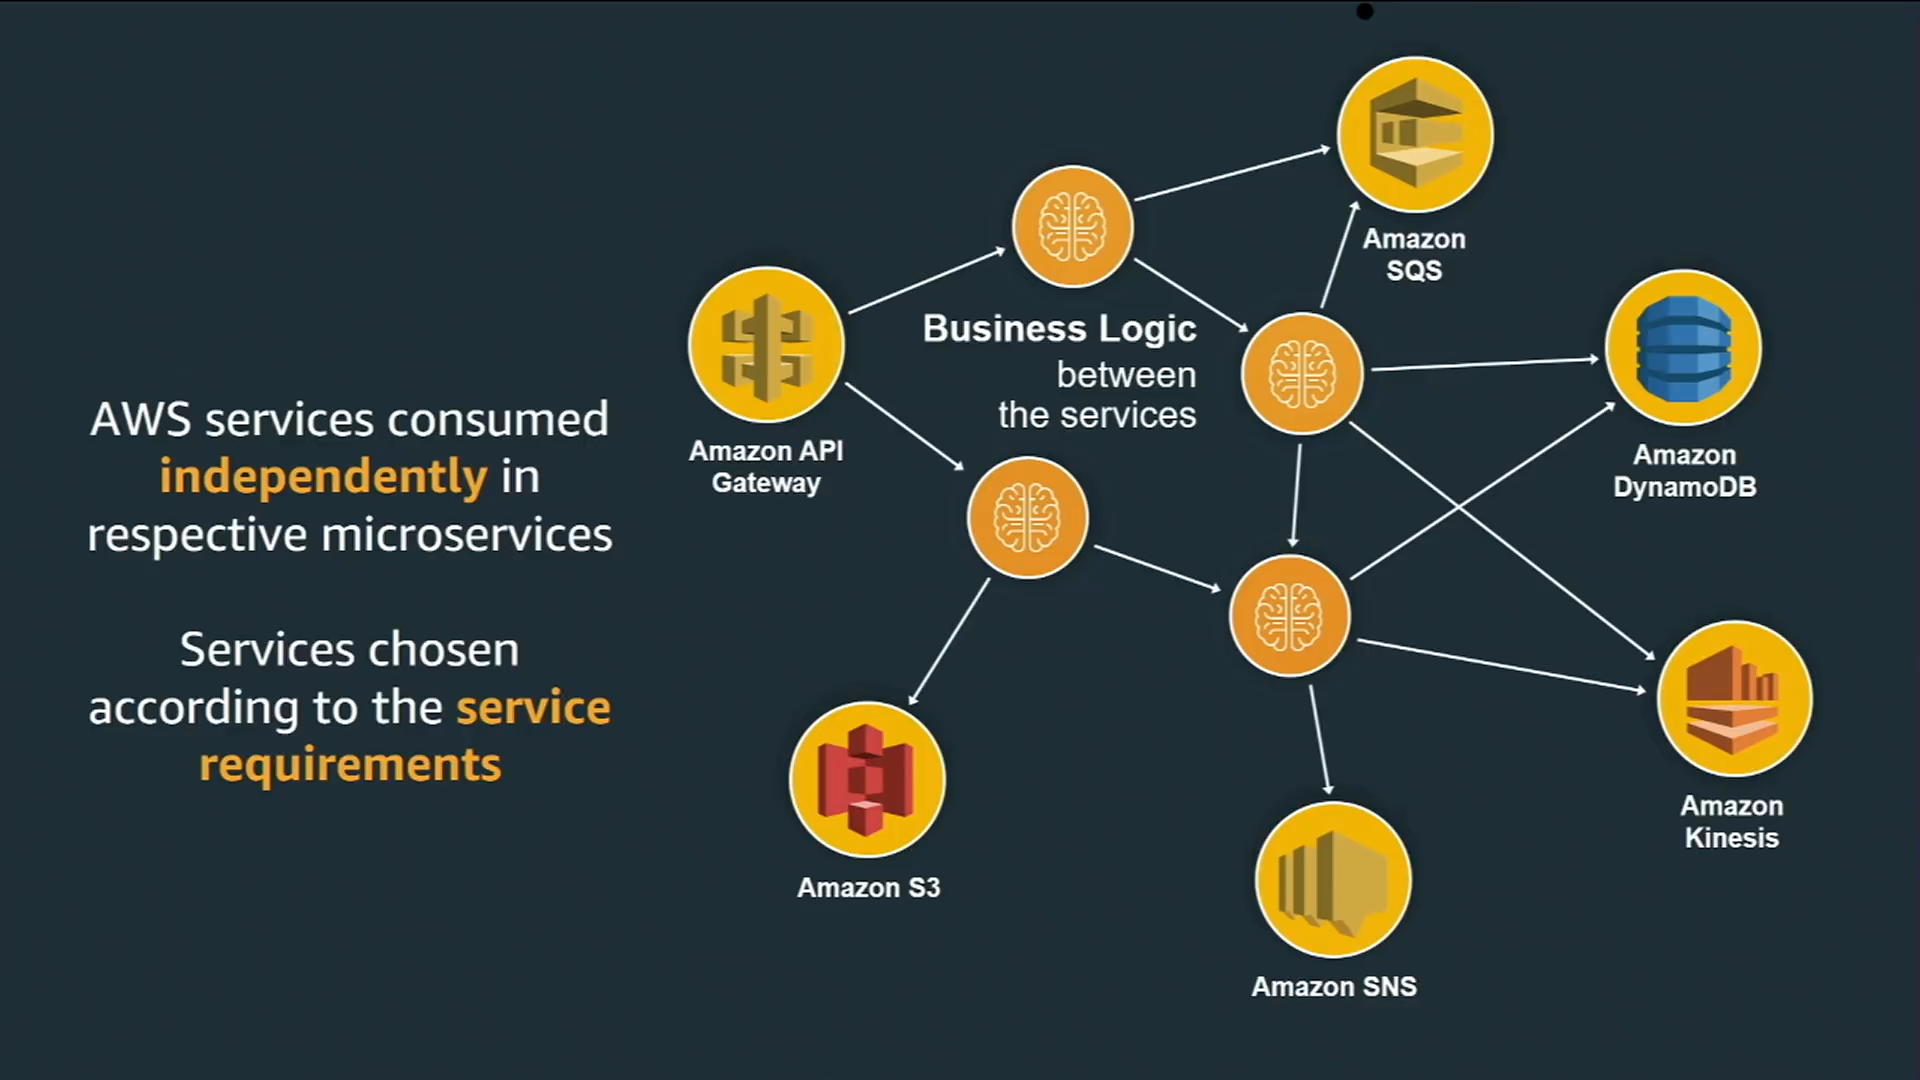 AWS services consumed
independently in
respective microservices
Services chosen
according to the service
requirements
Amazon API
Gateway
Business Logic
between
the services
Amazon
SQS
Amazon
DynamoDB
Amazon
Kinesis
Amazon S3
Amazon SNS